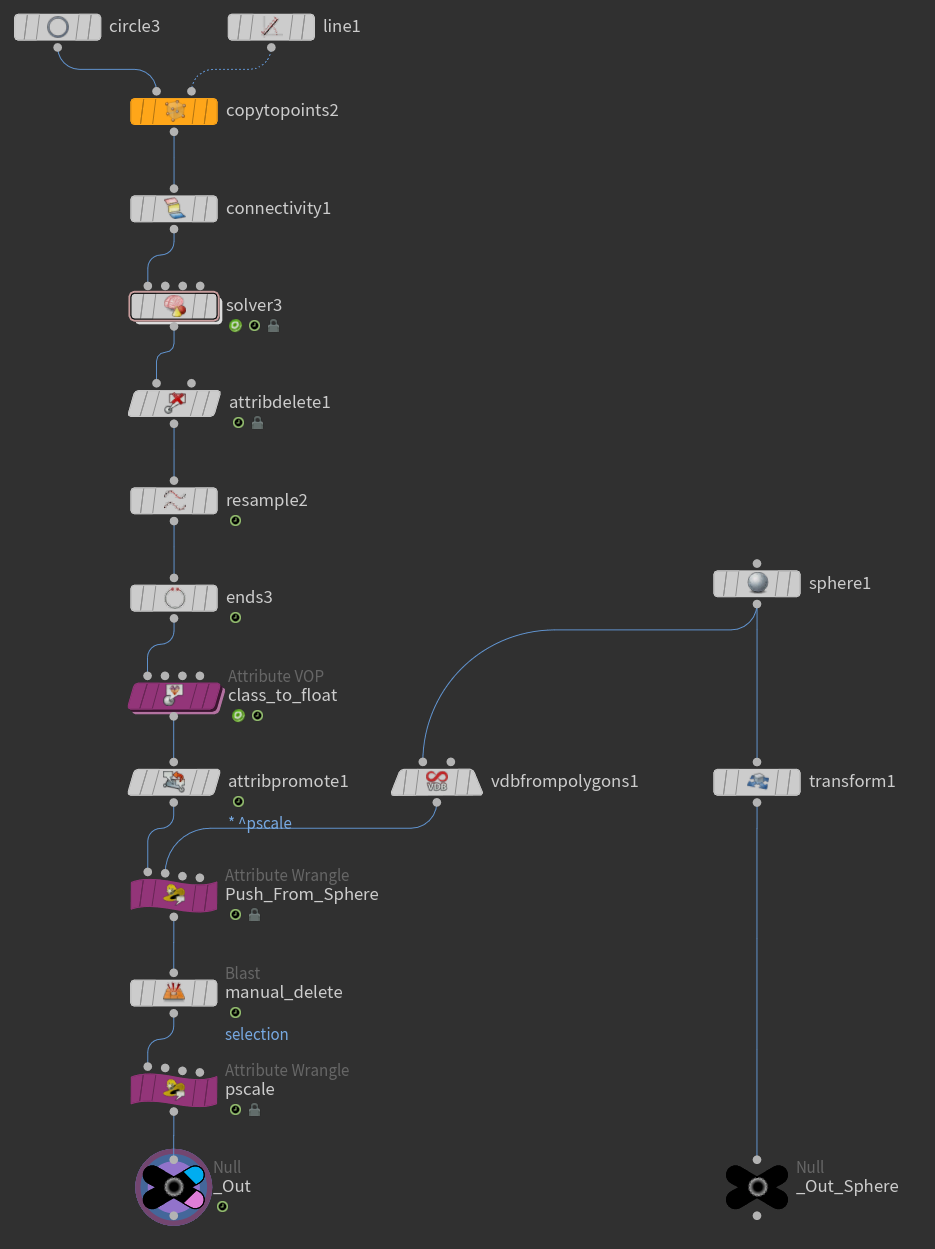 circle3
line1
copytopoints2
connectivity1
solver3
attribdelete1
resample2
ends3
sphere1
Attribute VOP
class_to_float
attribpromote1
* ^pscale
vdbfrompolygons1
VDB
transform1
Attribute Wrangle
Push_From_Sphere
Blast
manual_delete
selection
Attribute Wrangle
pscale
Null
_Out
Null
_Out_Sphere